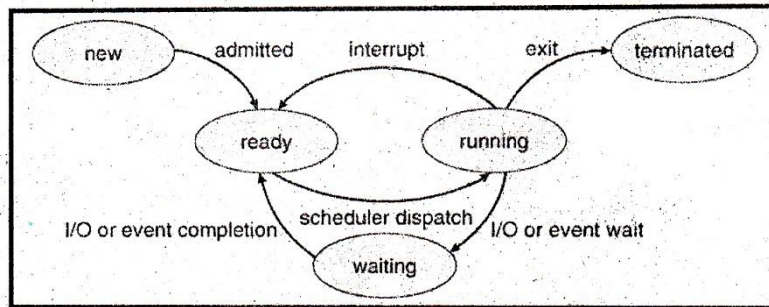 new
admitted
interrupt
exit
terminated
ready
running
scheduler dispatch
I/O or event completion
I/O or event wait
waiting